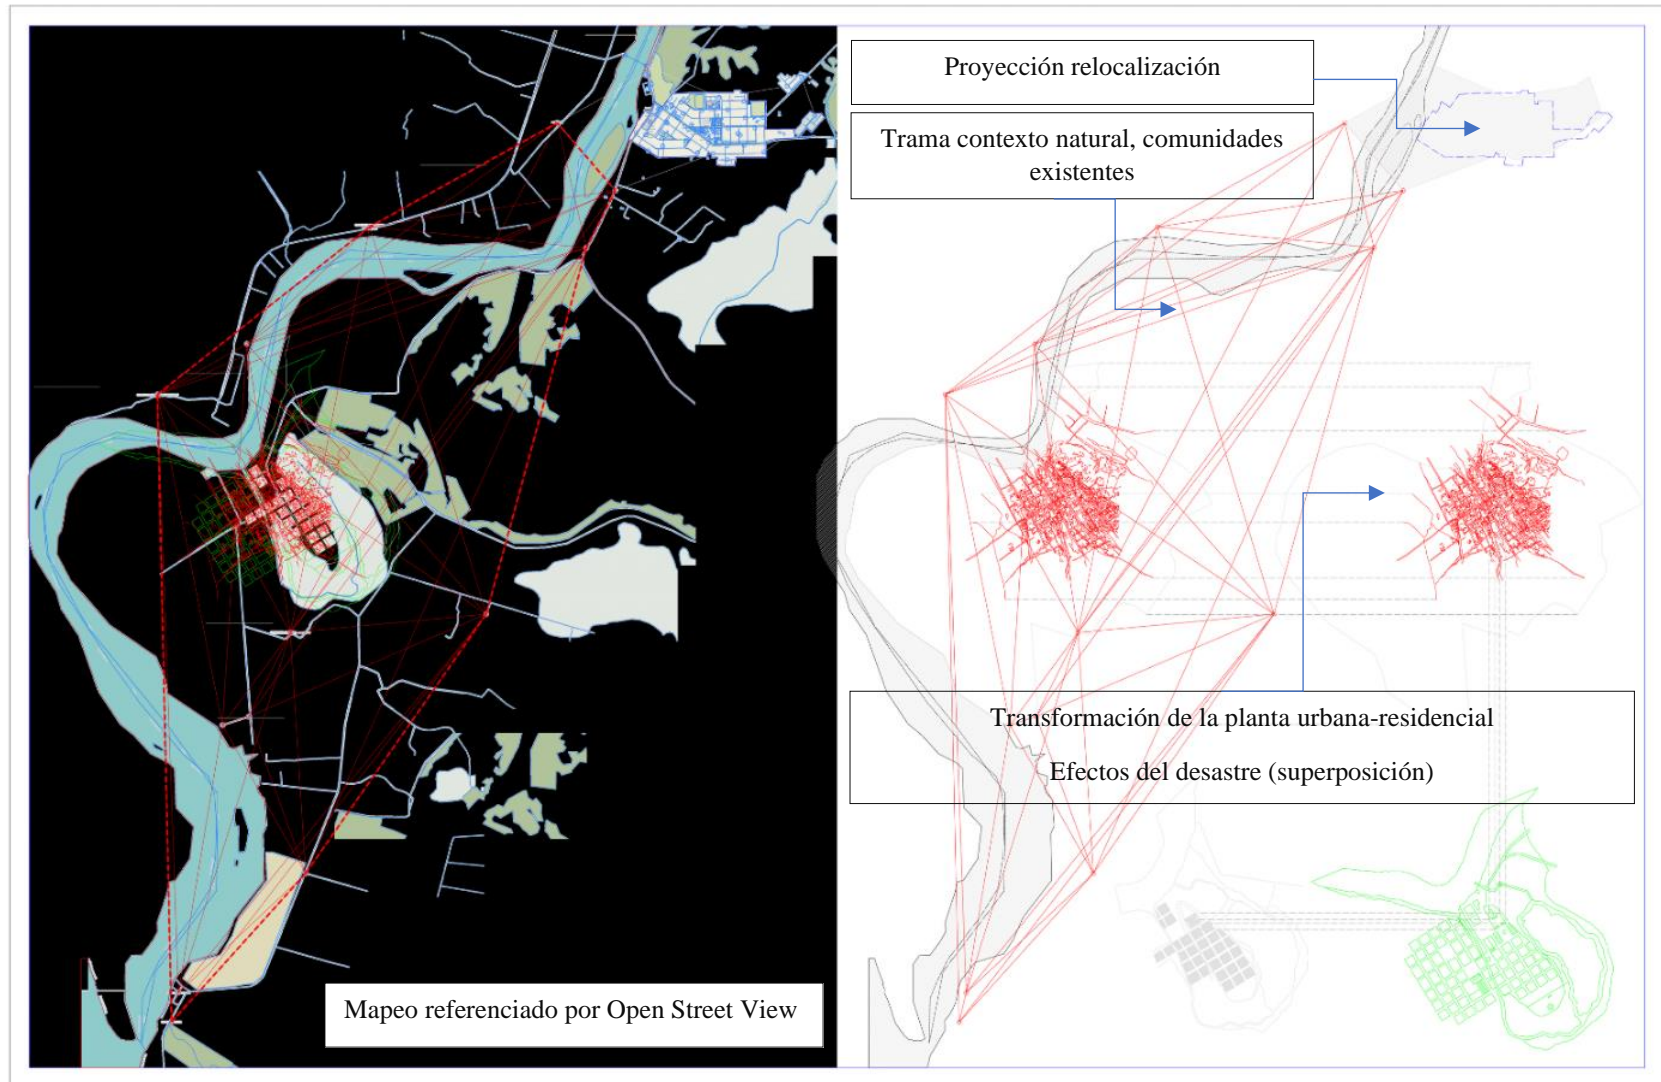 Proyección relocalización
Trama contexto natural, comunidades
existentes
Transformación de la planta urbana-residencial
Efectos del desastre (superposición)
Mapeo referenciado por Open Street View